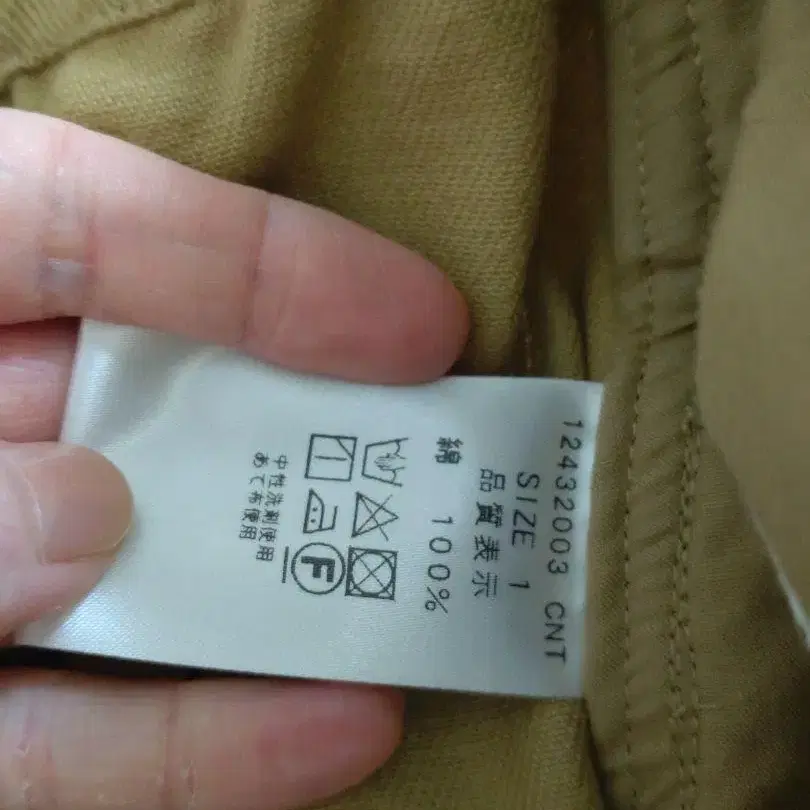 12432003 CNT
SIZE 1
品質表示
綿 100%
F
中性洗剤使用
あて布使用